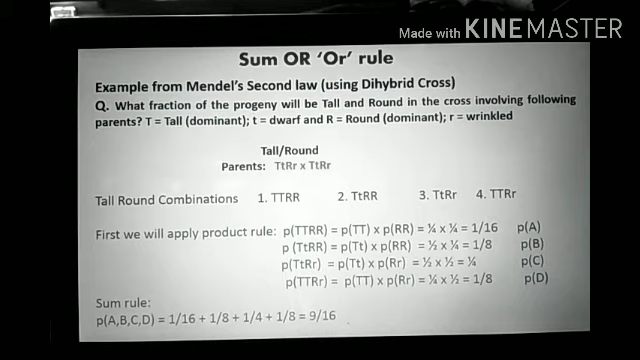 Made with KINEMASTER
Sum OR ‘Or’ rule
Example from Mendel's Second law (using Dihybrid Cross)
Q. What fraction of the progeny will be Tall and Round in the cross involving following
parents? T = Tall (dominant); t = dwarf and R = Round (dominant); r = wrinkled
Tall/Round
Parents: TtRr x TtRr
Tall Round Combinations 1. TTRR 2. TtRR 3. TtRr 4. TTRr
First we will apply product rule: p(TTRR) = p(TT) x p(RR) = ¼ x ¼ = 1/16 p(A)
p (TtRR) = p(Tt) x p(RR) = ½ x ¼ = 1/8 p(B)
p(TtRr) = p(Tt) x p(Rr) = ½ x ½ = ¼ p(C)
p(TTRr) = p(TT) x p(Rr) = ¼ x ½ = 1/8 p(D)
Sum rule:
p(A,B,C,D) = 1/16 + 1/8 + 1/4 + 1/8 = 9/16